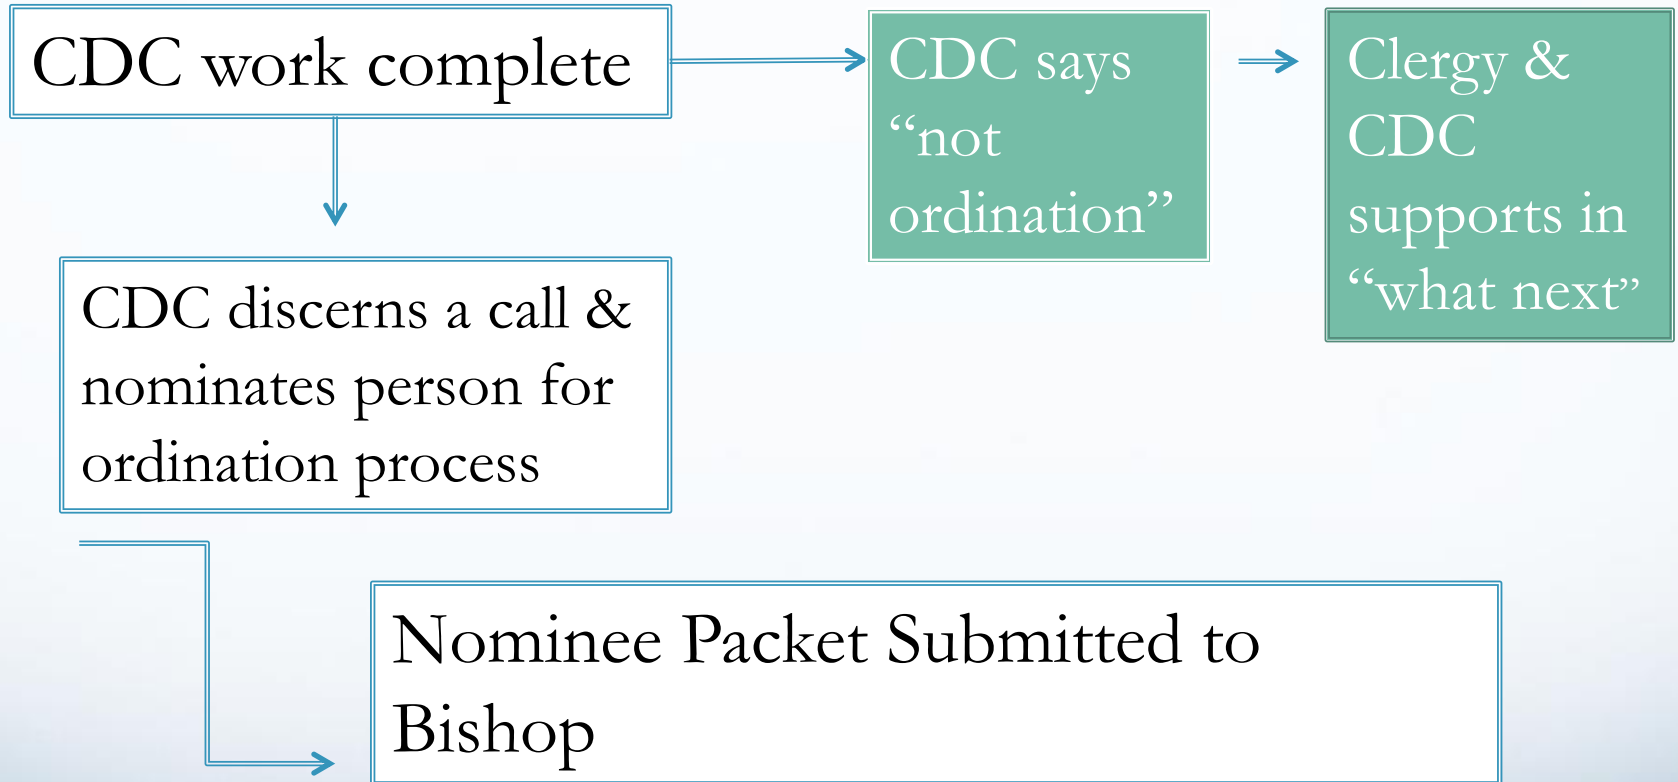 CDC work complete
CDC says
“not
ordination”
Clergy &
CDC
supports in
“what next”
CDC discerns a call &
nominates person for
ordination process
Nominee Packet Submitted to
Bishop